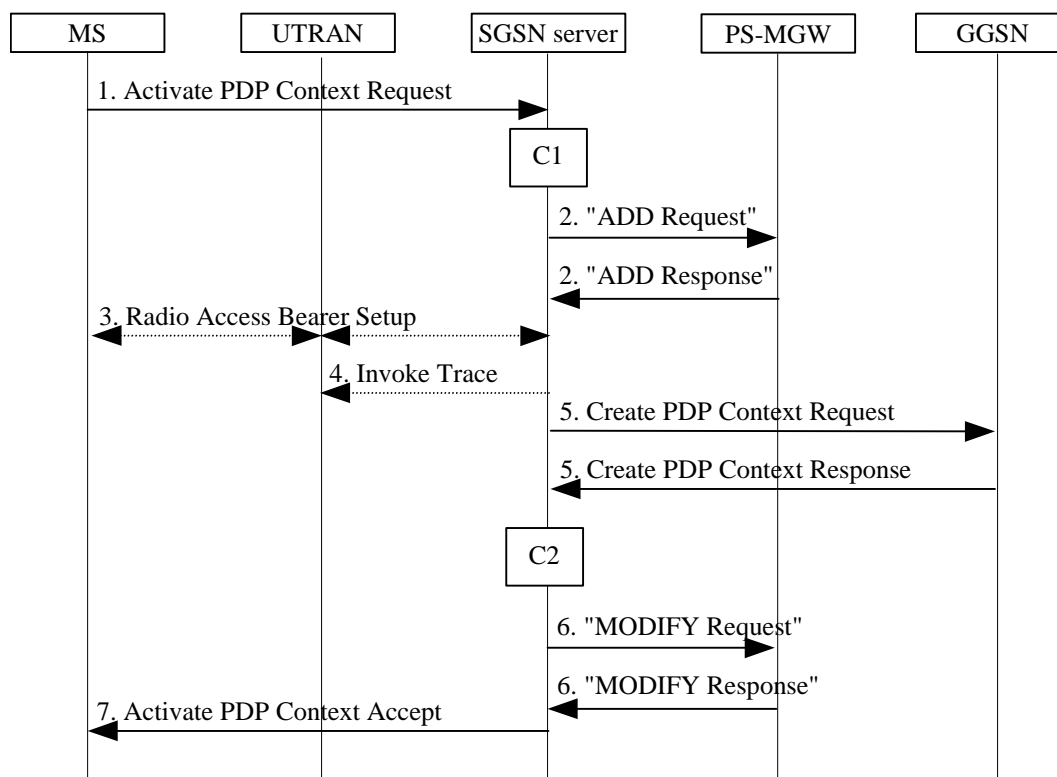 MS
UTRAN
SGSN server
PS-MGW
GGSN
1. Activate PDP Context Request
C1
2. "ADD Request"
2. "ADD Response"
3. Radio Access Bearer Setup
4. Invoke Trace
5. Create PDP Context Request
5. Create PDP Context Response
C2
6. "MODIFY Request"
6. "MODIFY Response"
7. Activate PDP Context Accept